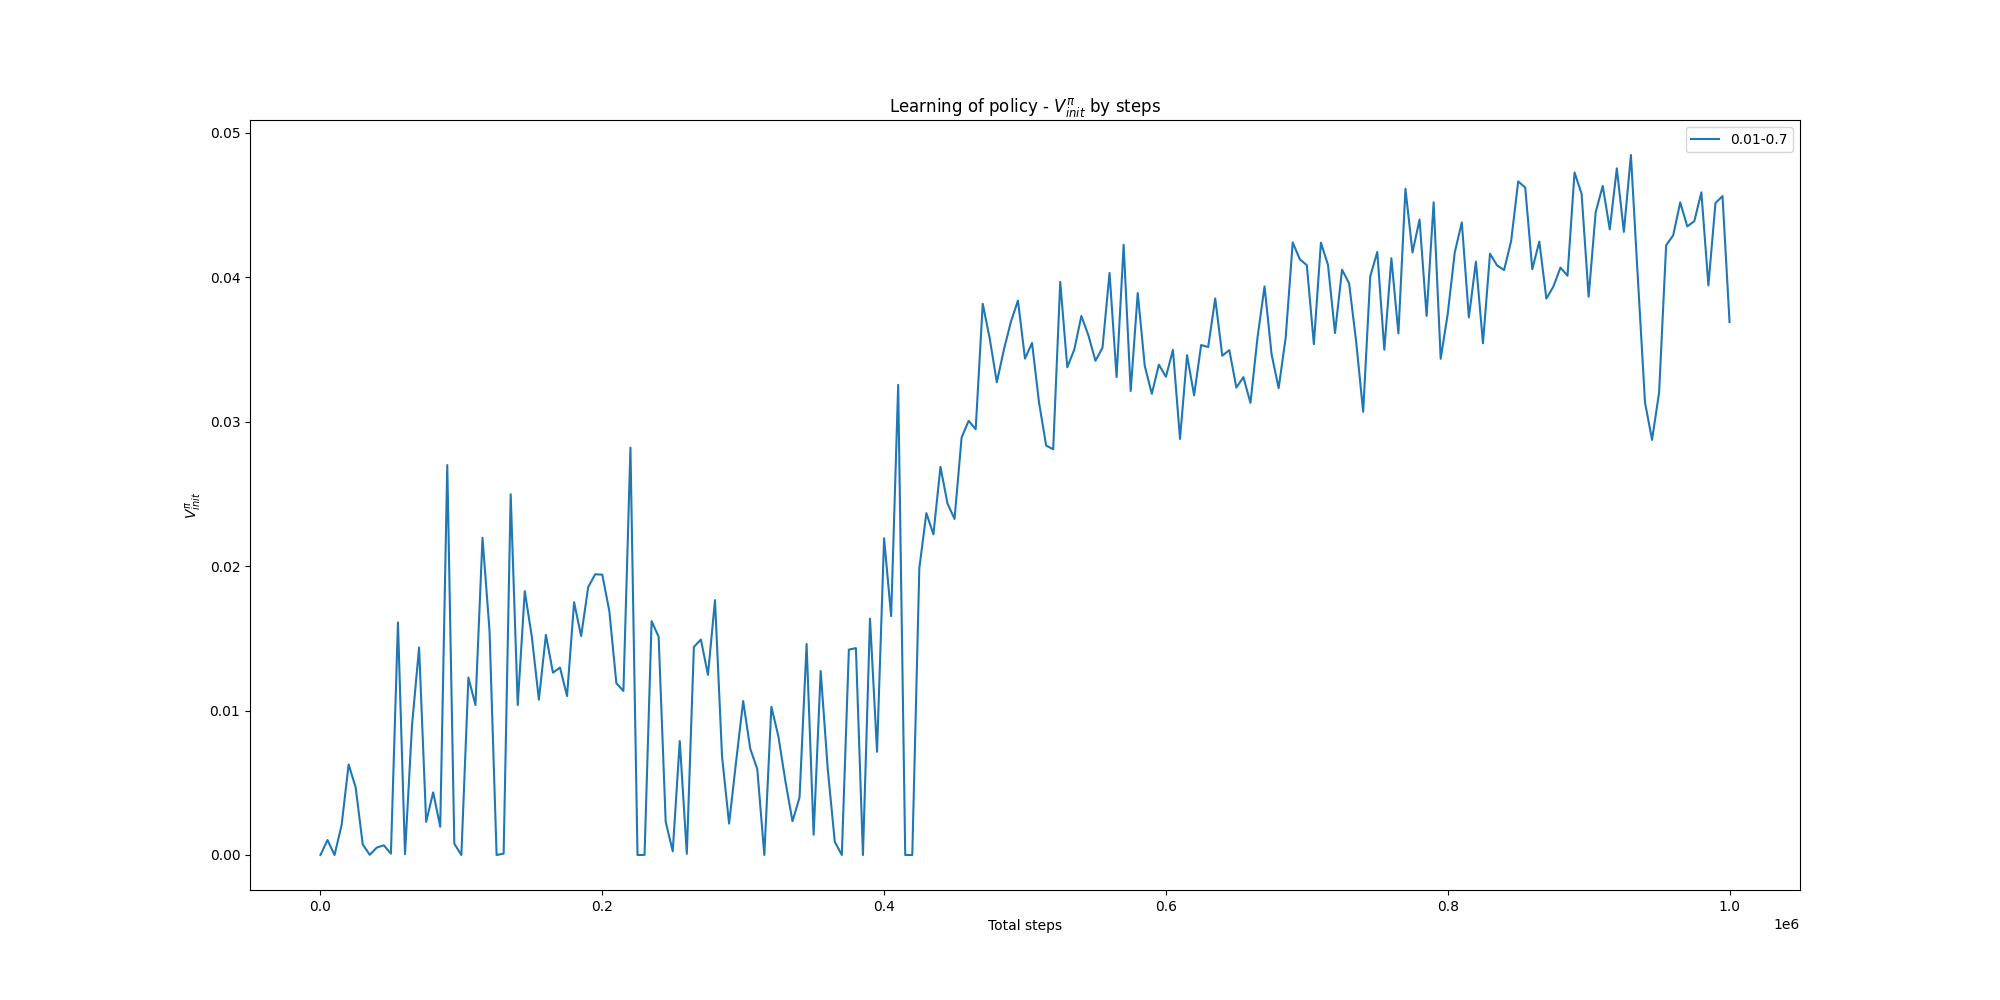 Learning of policy - $V^{\pi}_{init}$ by steps
0.01-0.7
$V^{\pi}_{init}$
0.05
0.04
0.03
0.02
0.01
0.00
0.0 0.2 0.4 0.6 0.8 1.0
Total steps
1e6